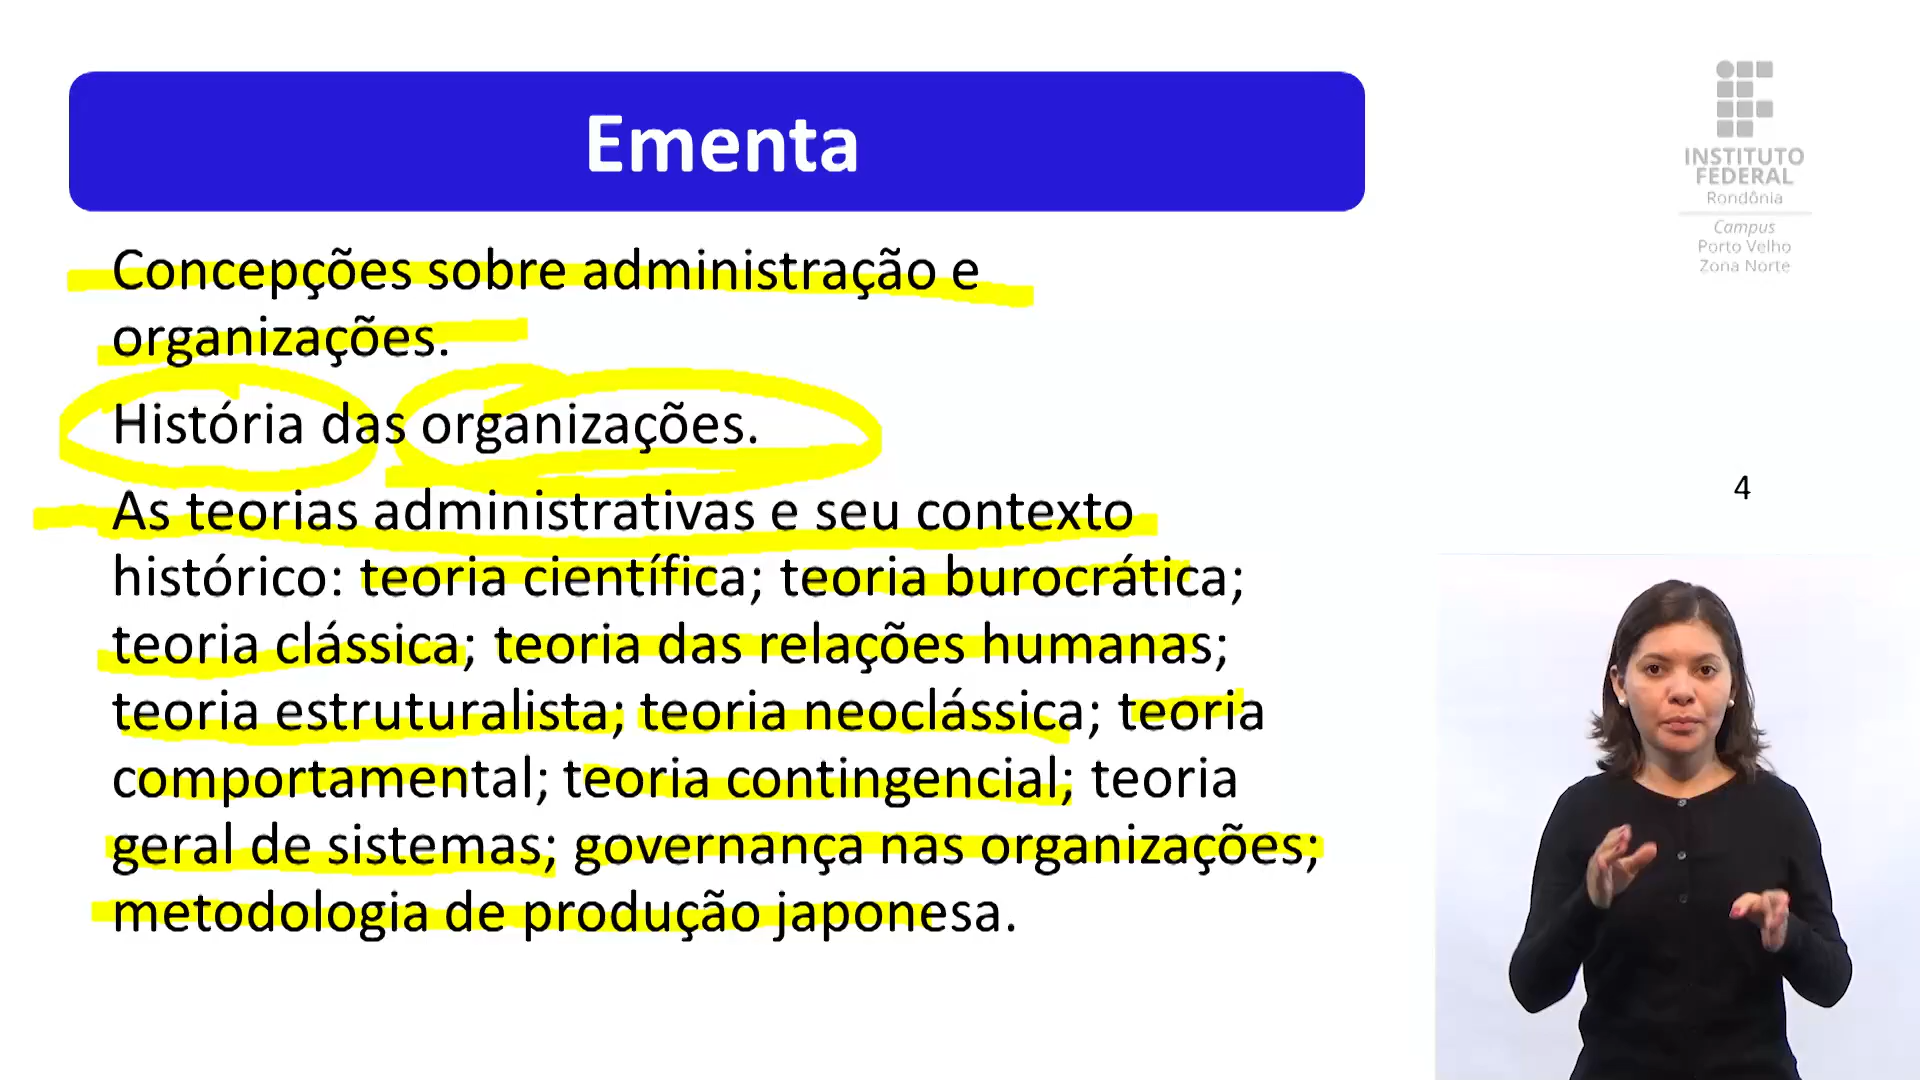 Ementa
Concepções sobre administração e
organizações.
História das organizações.
As teorias administrativas e seu contexto
histórico: teoria científica; teoria burocrática;
teoria clássica; teoria das relações humanas;
teoria estruturalista; teoria neoclássica; teoria
comportamental; teoria contingencial; teoria
geral de sistemas; governança nas organizações;
metodologia de produção japonesa.
INSTITUTO
FEDERAL
Rondônia
Campus
Porto Velho
Zona Norte
4